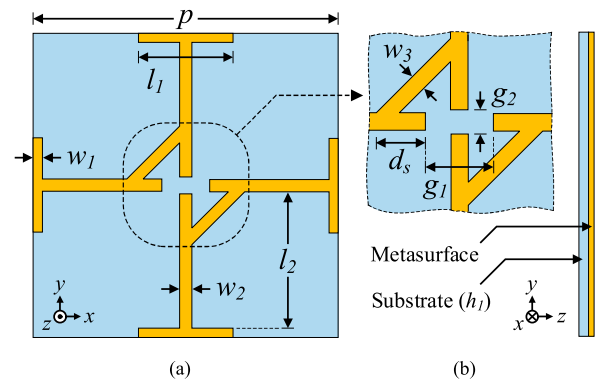 p
l1
w1
l2
w2
y
z
x
(a)
w3
g2
ds
g1
Metasurface
Substrate (h1)
y
x
z
(b)